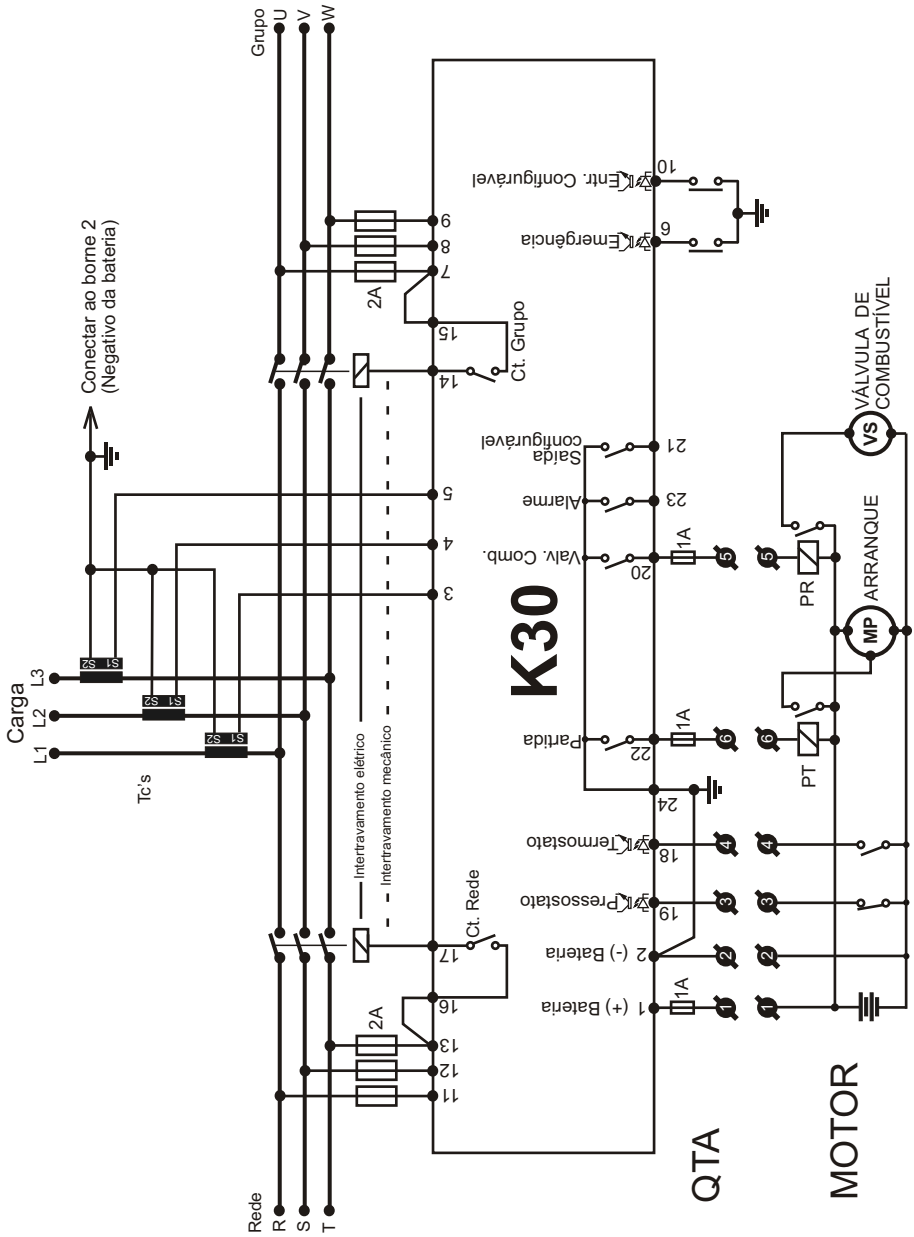 Carga
L1
L2
L3
Tc's
S2
S1
S2
S1
S2
S1
Conectar ao borne 2
(Negativo da bateria)
Rede
R
S
T
Grupo
U
V
W
Intertravamento elétrico
Intertravamento mecânico
2A
2A
11
12
13
16
17
Ct. Rede
3
4
5
14
15
Ct. Grupo
7
8
9
K30
(+) Bateria
(-) Bateria
Pressostato
Termostato
Partida
Valv. Comb.
Alarme
Saída
configurável
Emergência
Entr. Configurável
1
2
19
18
24
22
20
23
21
6
10
1A
1A
1A
QTA
1
2
3
4
6
5
MOTOR
1
2
3
4
6
5
PT
PR
MP
ARRANQUE
VS
VÁLVULA DE
COMBUSTÍVEL